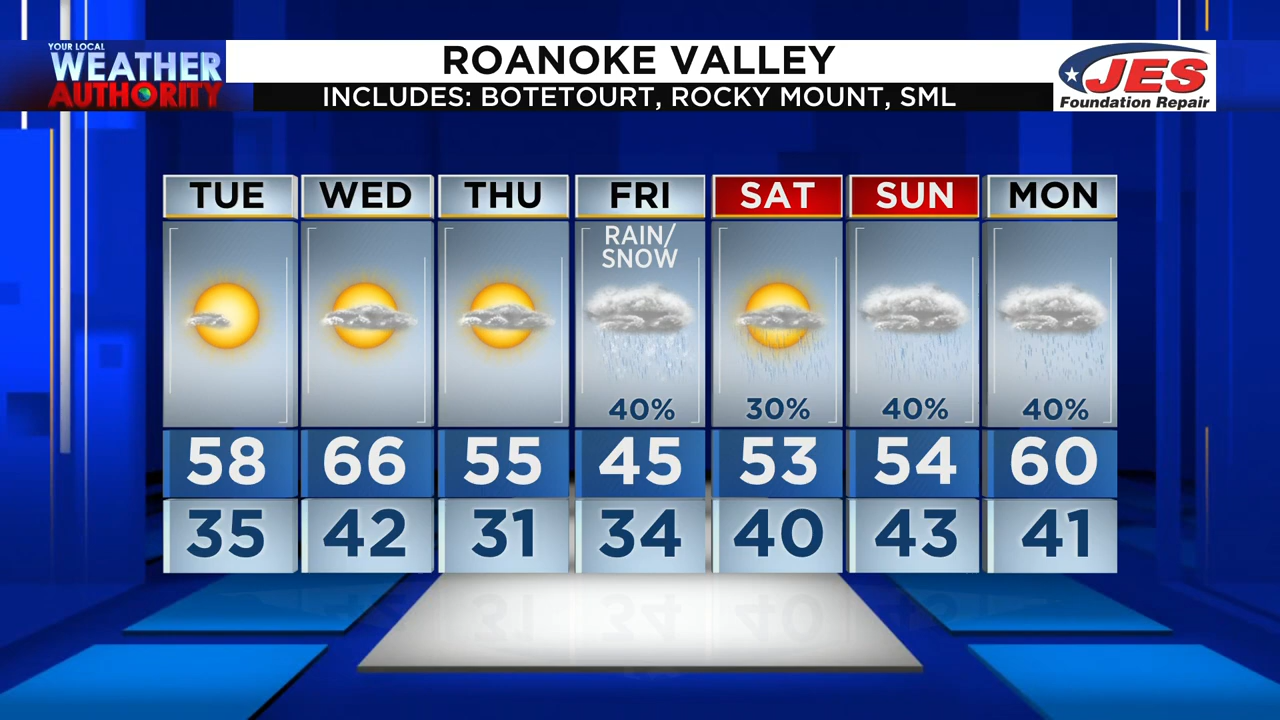 YOUR LOCAL
WEATHER
AUTHORITY
ROANOKE VALLEY
INCLUDES: BOTETOURT, ROCKY MOUNT, SML
JES
Foundation Repair
TUE WED THU FRI SAT SUN MON
RAIN/
SNOW
40% 30% 40% 40%
58 66 55 45 53 54 60
35 42 31 34 40 43 41